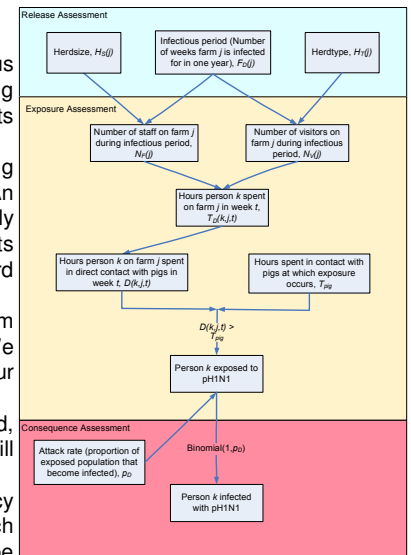 Release Assessment
Herdsize, H_S(j)
Infectious period (Number
of weeks farm j is infected
for in one year), F_D(j)
Herdtype, H_T(j)
Exposure Assessment
Number of staff on farm j
during infectious period,
N_F(j)
Number of visitors on
farm j during infectious
period, N_V(j)
Hours person k spent
on farm j in week t,
T_D(k,j,t)
Hours person k on farm j spent
in direct contact with pigs in
week t, D(k,j,t)
Hours spent in contact with
pigs at which exposure
occurs, T_pig
D(k,j,t) >
T_pig
Person k exposed to
pH1N1
Consequence Assessment
Attack rate (proportion of
exposed population that
become infected), p_D
Binomial(1,p_D)
Person k infected
with pH1N1